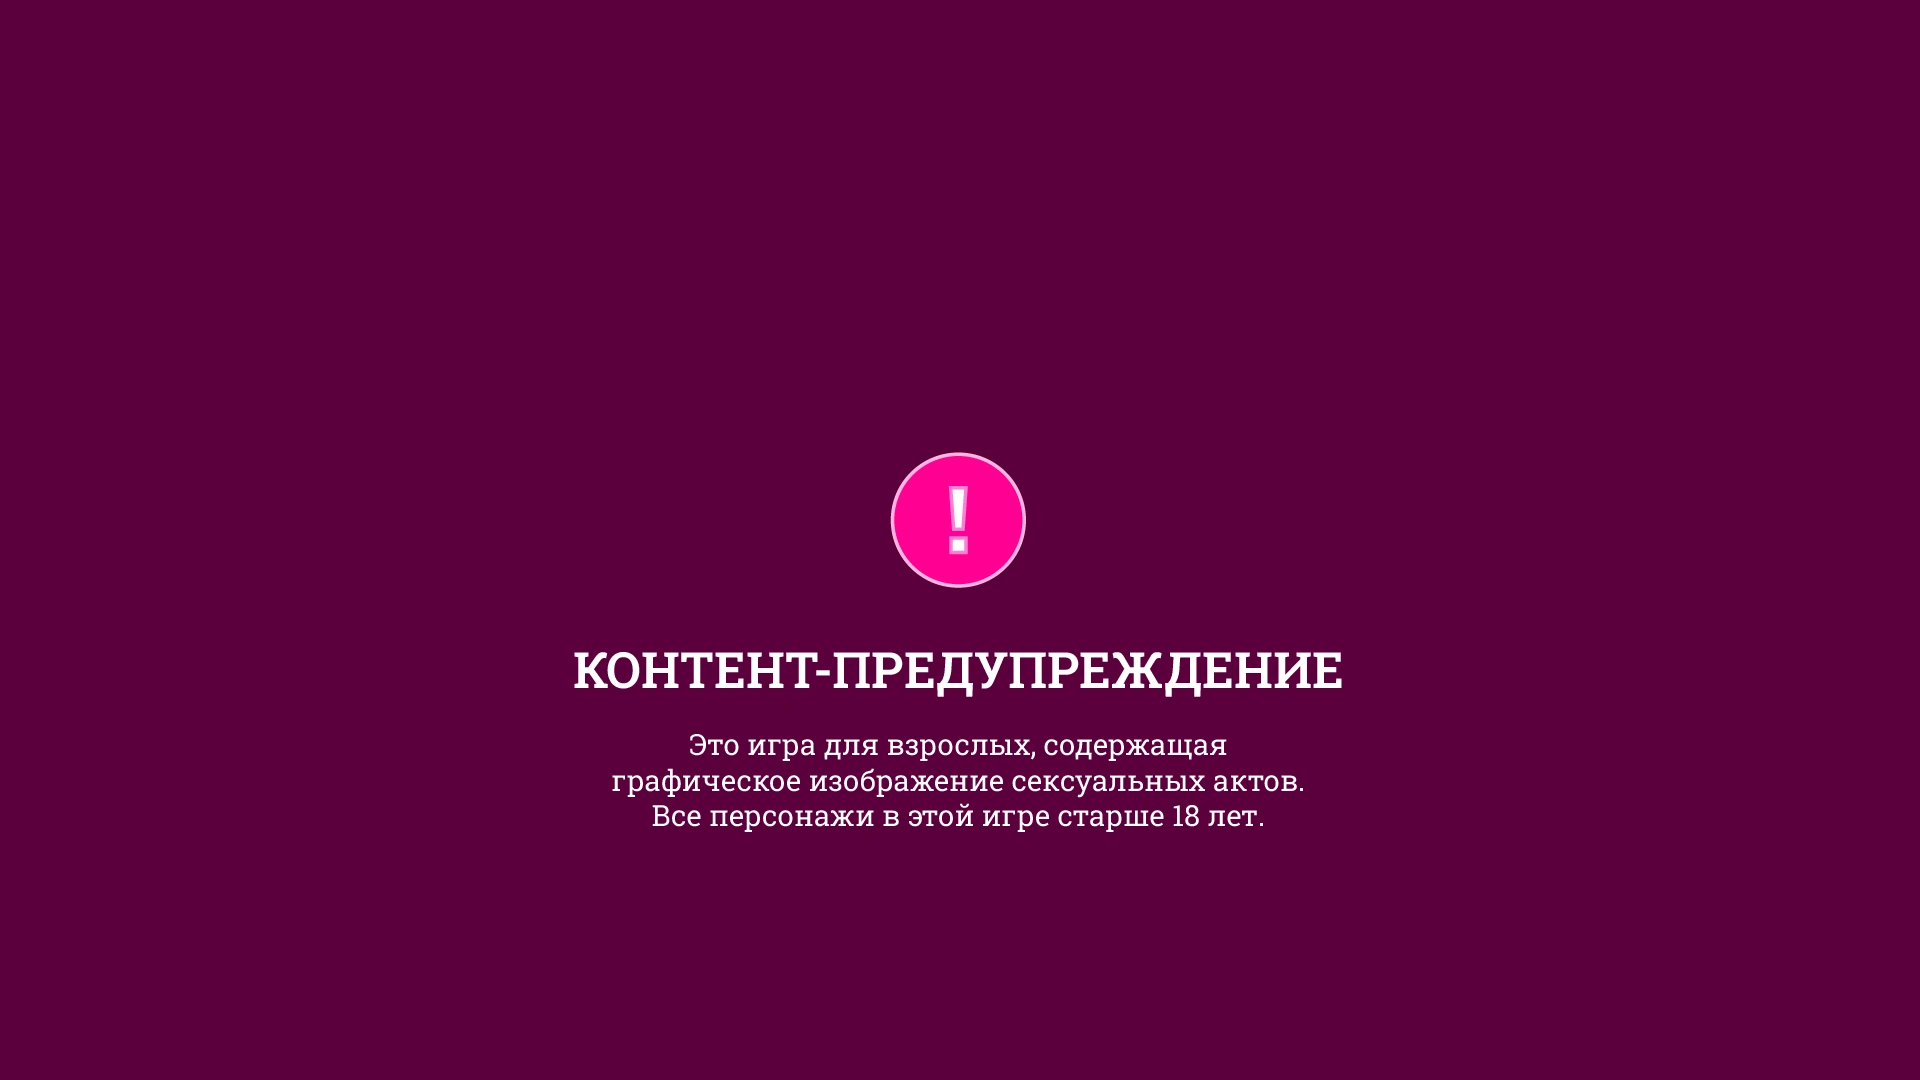 !
КОНТЕНТ-ПРЕДУПРЕЖДЕНИЕ
Это игра для взрослых, содержащая
графическое изображение сексуальных актов.
Все персонажи в этой игре старше 18 лет.